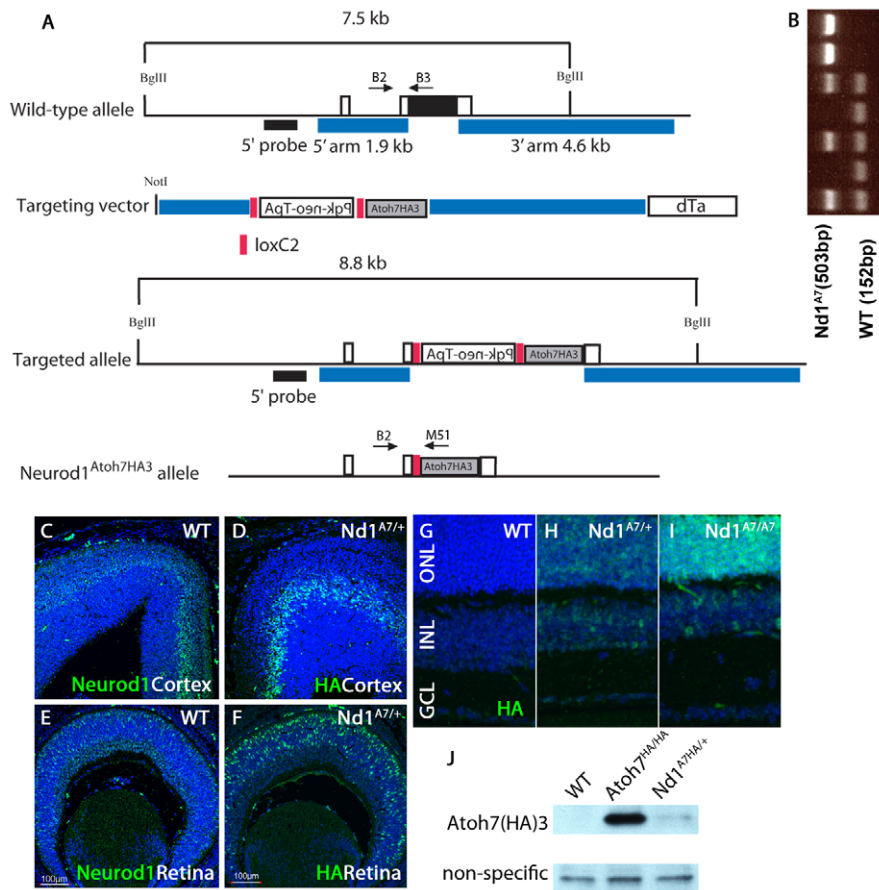 A
7.5 kb
BglII
BglII
B2
B3
Wild-type allele
5' probe
5' arm 1.9 kb
3' arm 4.6 kb
NotI
Targeting vector
Pgk-neo-TpA
Atoh7HA3
dTa
loxC2
8.8 kb
BglII
BglII
Targeted allele
Pgk-neo-TpA
Atoh7HA3
5' probe
B2
M51
Neurod1Atoh7HA3 allele
Atoh7HA3
B
Nd1A7(503bp)
WT (152bp)
C
WT
Neurod1Cortex
D
Nd1A7/+
HACortex
E
WT
Neurod1Retina
100μm
F
Nd1A7/+
HARetina
100μm
G
WT
ONL
INL
GCL
HA
H
Nd1A7/+
I
Nd1A7/A7
J
WT
Atoh7HA/HA
Nd1A7HA/+
Atoh7(HA)3
non-specific